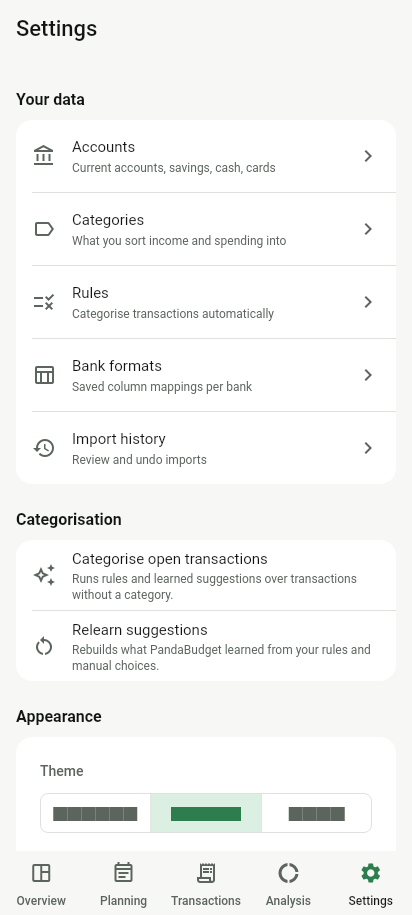 Settings
Your data
Accounts
Current accounts, savings, cash, cards
Categories
What you sort income and spending into
Rules
Categorise transactions automatically
Bank formats
Saved column mappings per bank
Import history
Review and undo imports
Categorisation
Categorise open transactions
Runs rules and learned suggestions over transactions
without a category.
Relearn suggestions
Rebuilds what PandaBudget learned from your rules and
manual choices.
Appearance
Theme
Overview
Planning
Transactions
Analysis
Settings